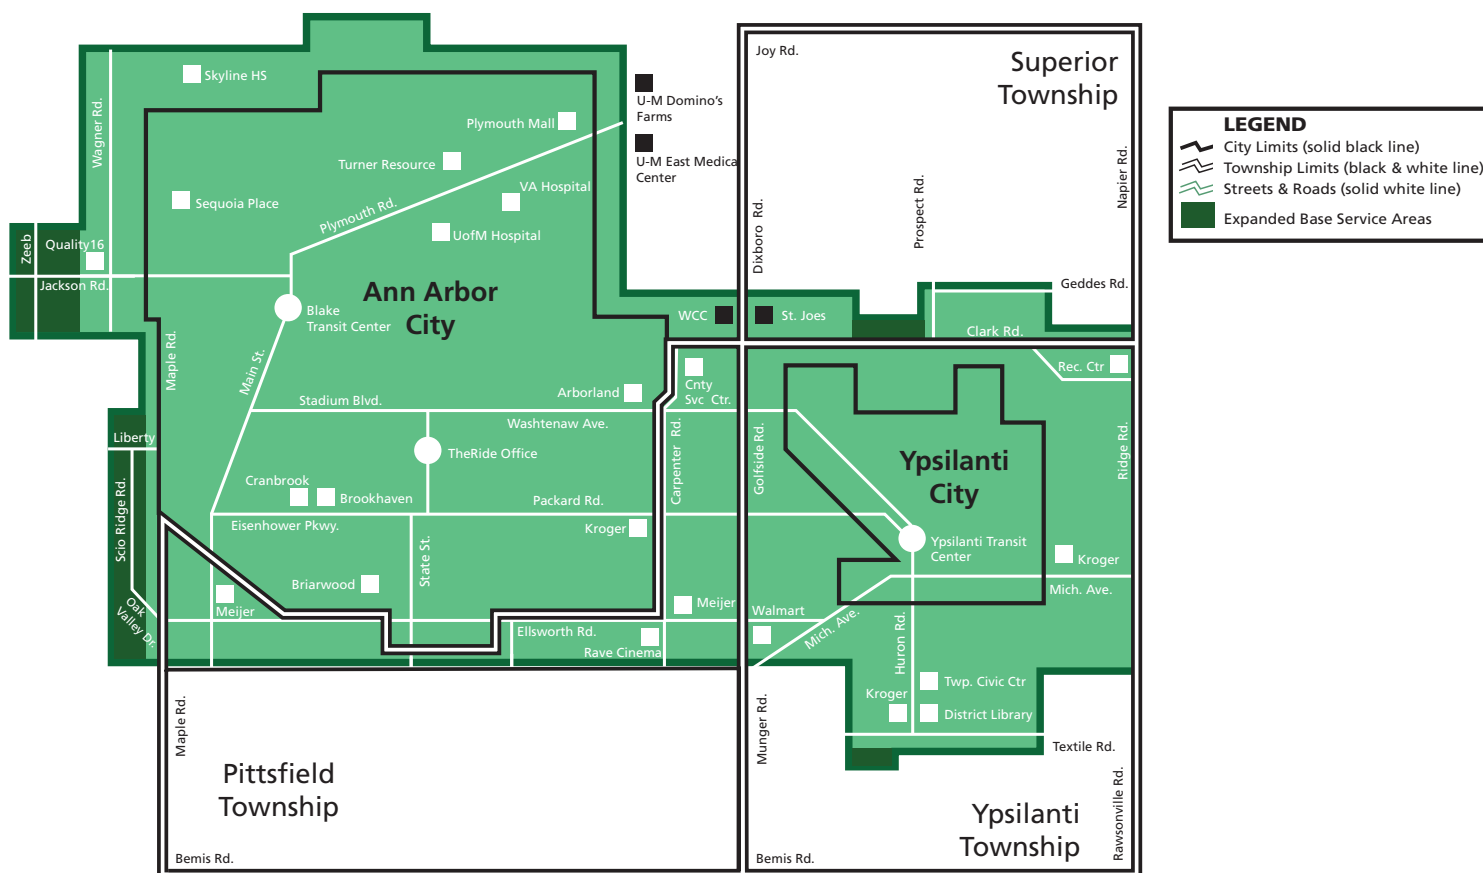 Joy Rd.
Superior
Township
Skyline HS
Wagner Rd.
U-M Domino's
Farms
Plymouth Mall
U-M East Medica
Center
Turner Resource
VA Hospital
Sequoia Place
Plymouth Rd.
UofM Hospital
Dixboro Rd.
Prospect Rd.
Napier Rd.
LEGEND
City Limits (solid black line)
Township Limits (black & white line)
Streets & Roads (solid white line)
Expanded Base Service Areas
Zeeb
Quality16
Jackson Rd.
Ann Arbor
City
Blake
Transit Center
Geddes Rd.
WCC
St. Joes
Clark Rd.
Maple Rd.
Main St.
Rec. Ctr
Arborland
Cnty
Svc Ctr.
Stadium Blvd.
Washtenaw Ave.
Liberty
TheRide Office
Carpenter Rd.
Golfside Rd.
Ypsilanti
City
Ridge Rd.
Cranbrook
Brookhaven
Packard Rd.
Scio Ridge Rd.
Eisenhower Pkwy.
Kroger
State St.
Ypsilanti Transit
Center
Kroger
Briarwood
Mich. Ave.
Oak
Valley Dr.
Meijer
Meijer
Walmart
Mich. Ave.
Ellsworth Rd.
Rave Cinema
Huron Rd.
Twp. Civic Ctr
Kroger
District Library
Maple Rd.
Munger Rd.
Textile Rd.
Pittsfield
Township
Ypsilanti
Township
Rawsonville Rd.
Bemis Rd.
Bemis Rd.